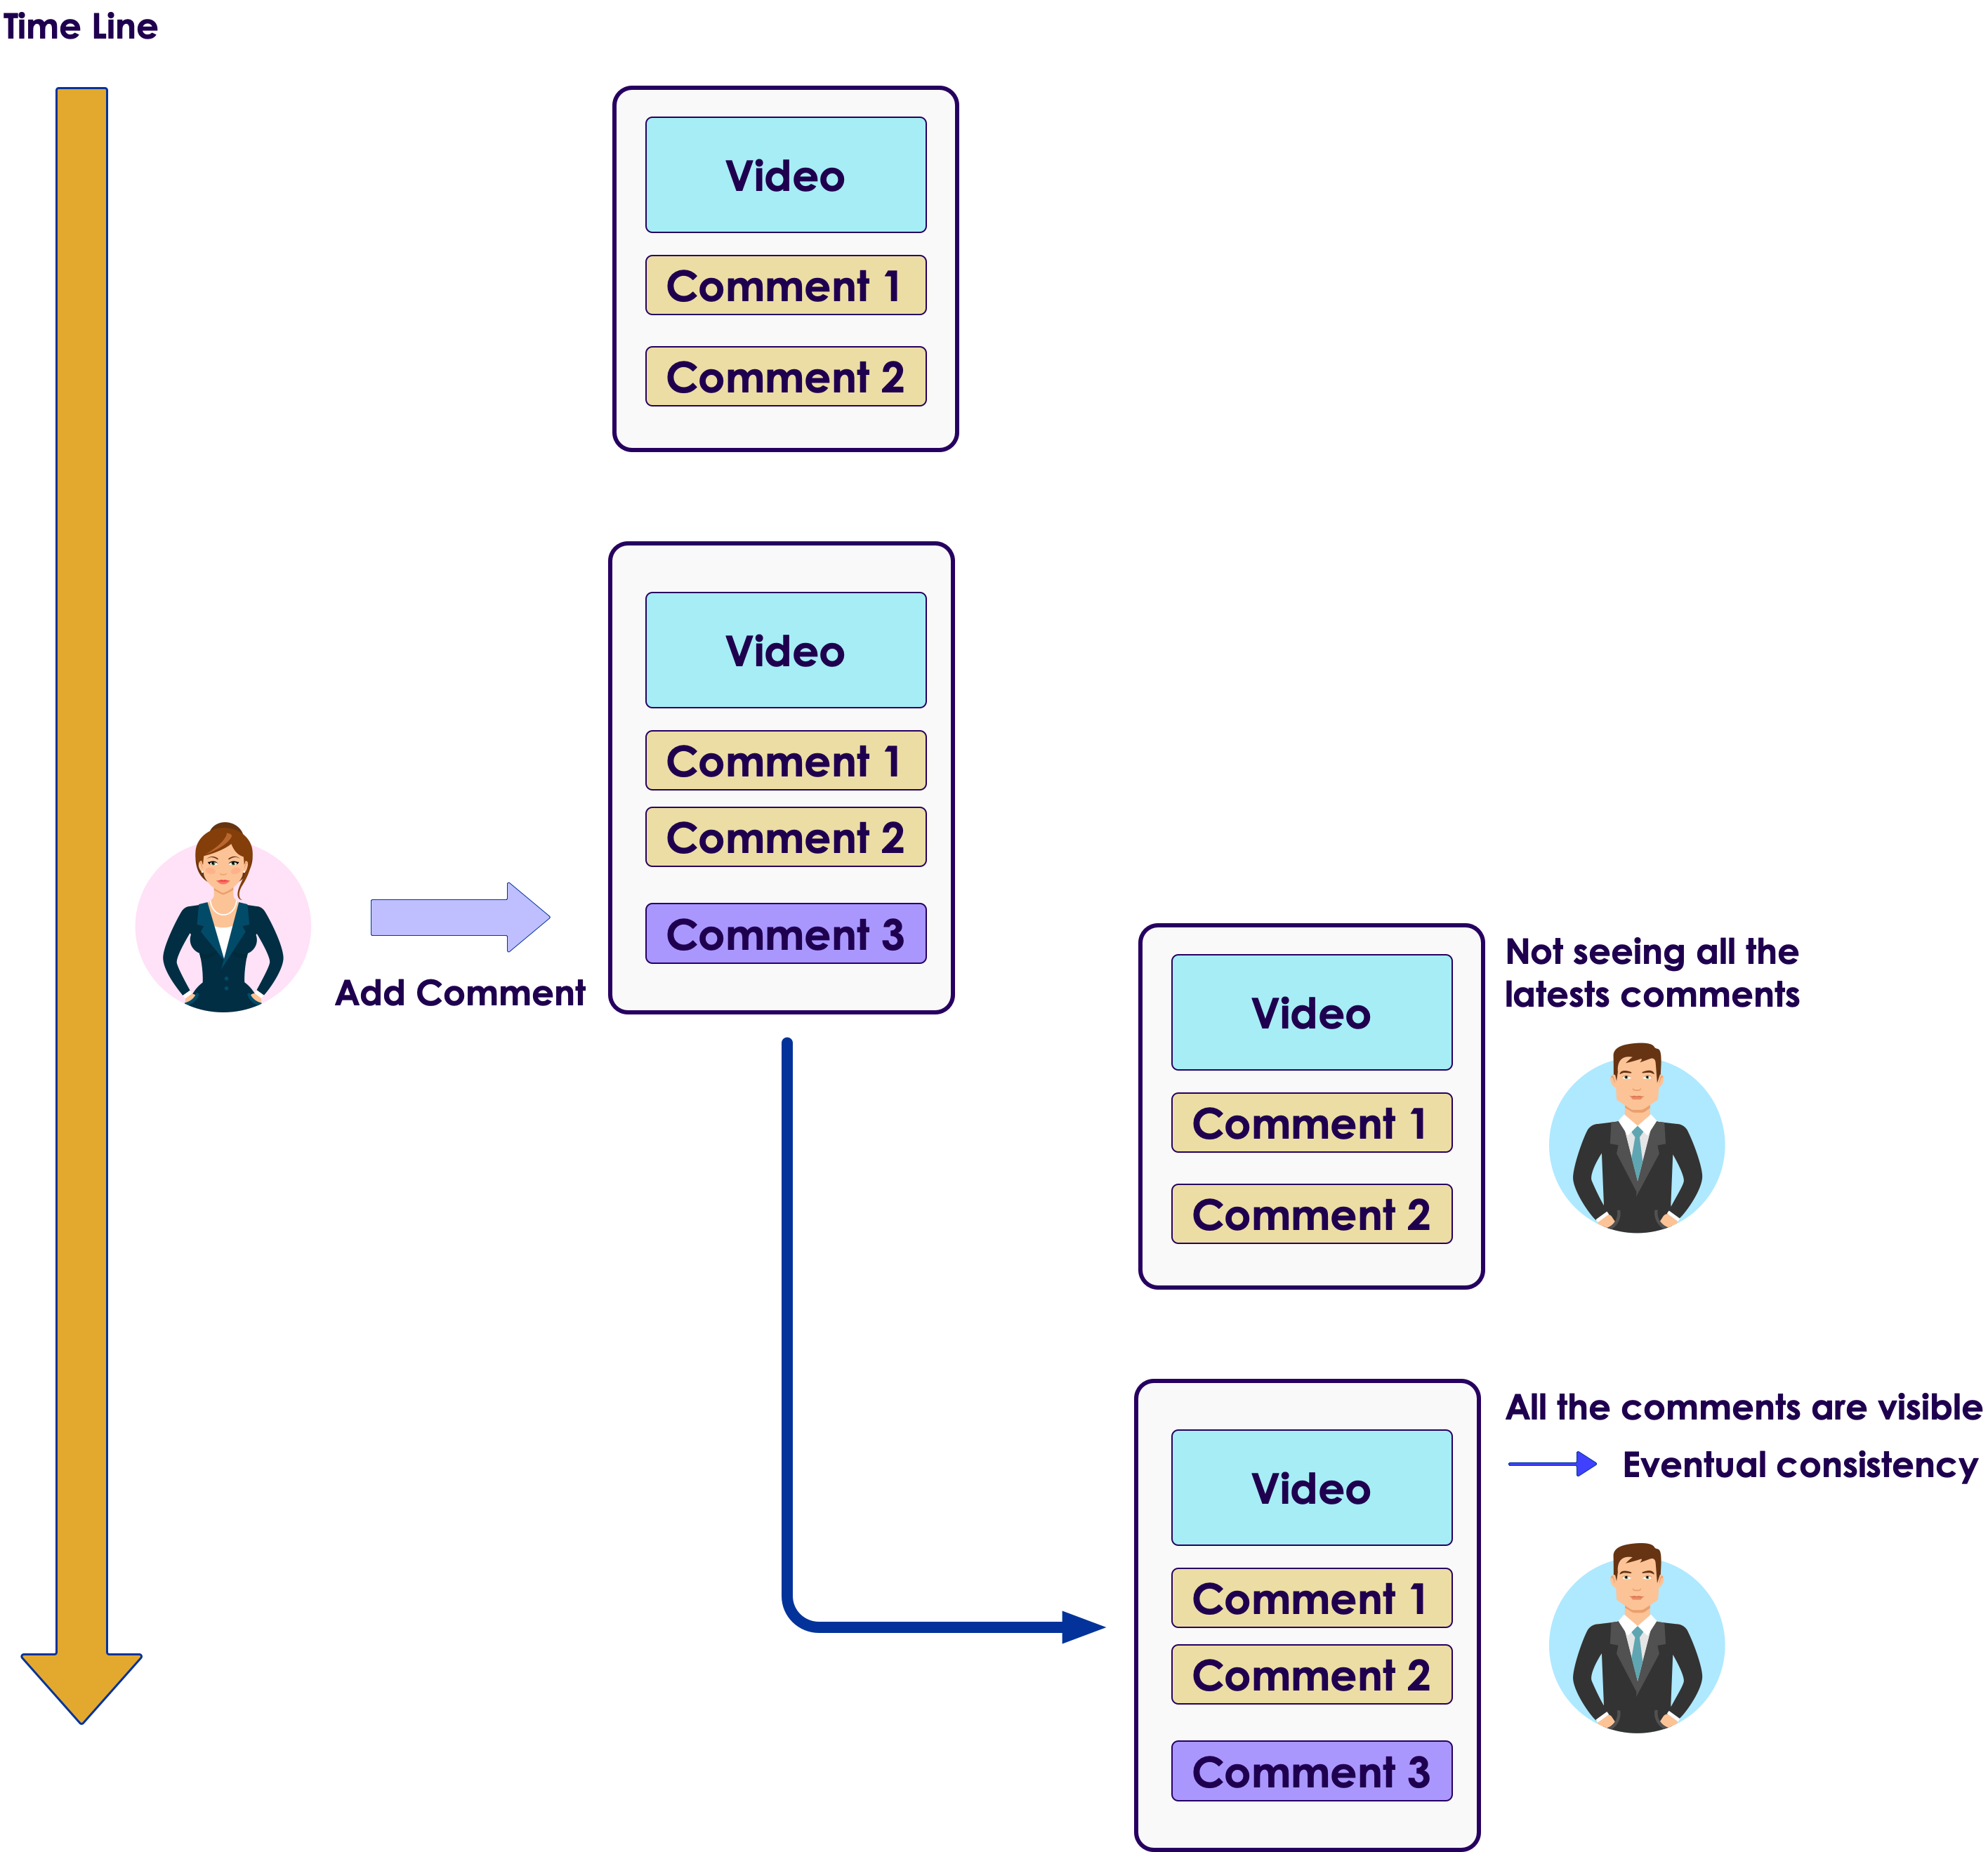 Time Line
Video
Comment 1
Comment 2
Video
Comment 1
Comment 2
Comment 3
Add Comment
Video
Comment 1
Comment 2
Not seeing all the
latests comments
Video
Comment 1
Comment 2
Comment 3
All the comments are visible
Eventual consistency